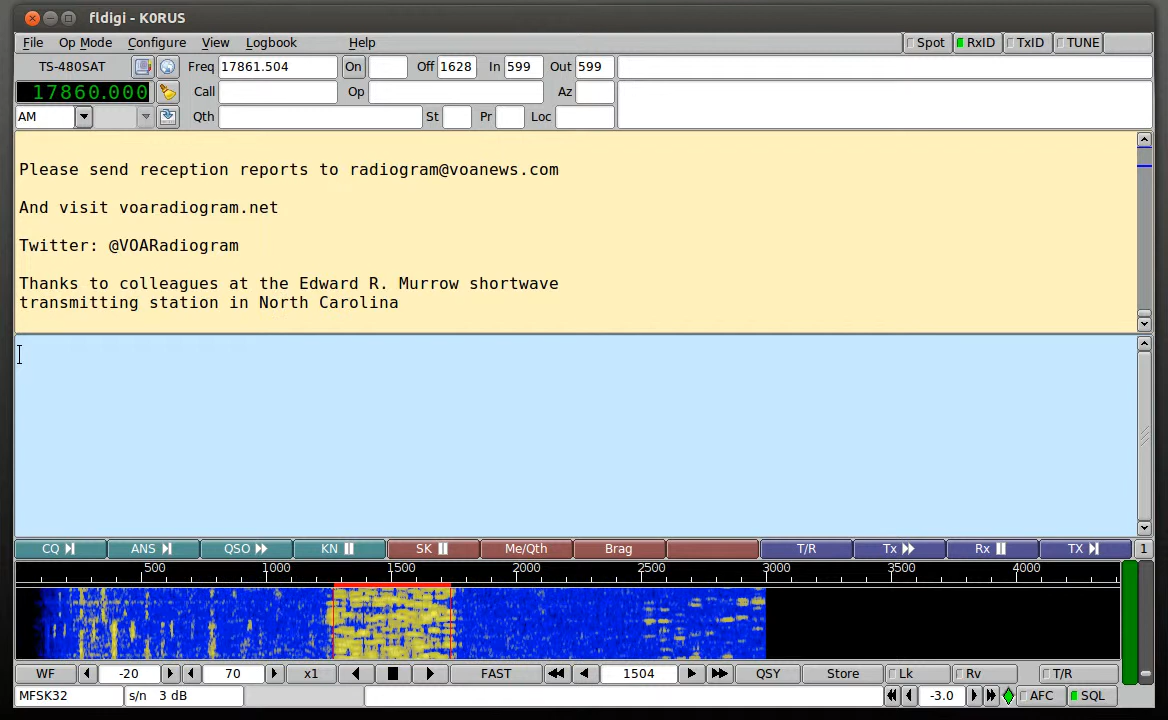 fldigi - K0RUS
File Op Mode Configure View Logbook Help Spot RxID TxID TUNE
TS-480SAT Freq 17861.504 On Off 1628 In 599 Out 599
17860.000 Call Op Az
AM Qth St Pr Loc
Please send reception reports to radiogram@voanews.com
And visit voaradiogram.net
Twitter: @VOARadiogram
Thanks to colleagues at the Edward R. Murrow shortwave
transmitting station in North Carolina
CQ ANS QSO KN SK Me/Qth Brag T/R Tx Rx TX 1
500 1000 1500 2000 2500 3000 3500 4000
WF -20 70 x1 FAST 1504 QSY Store Lk Rv T/R
MFSK32 s/n 3 dB -3.0 AFC SQL